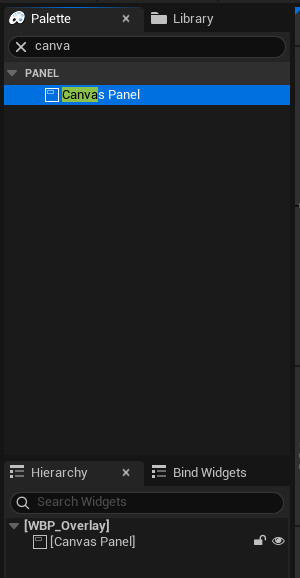 Palette
Library
canva
PANEL
Canvas Panel
Hierarchy
Bind Widgets
Search Widgets
[WBP_Overlay]
[Canvas Panel]